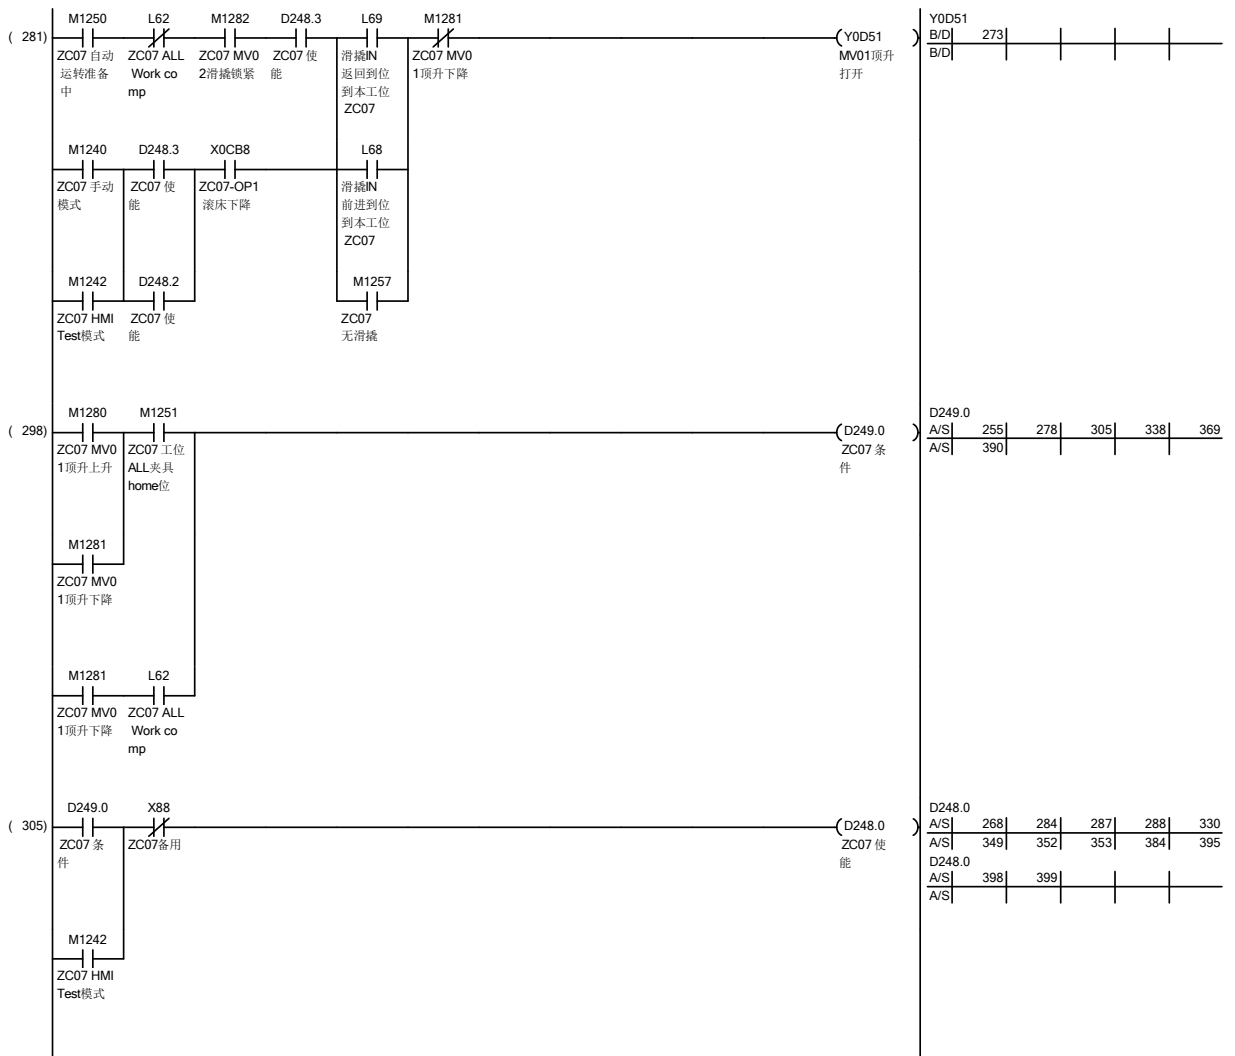 M1250 L62 M1282 D248.3 L69 M1281 Y0D51
( 281) Y0D51 B/D 273
ZC07 自动 ZC07 ALL ZC07 MV0 ZC07 使 滑撬IN ZC07 MV0 MV01顶升 B/D
运转准备 Work co 2滑撬锁紧 能 返回到位 1顶升下降 打开
中 mp 到本工位
ZC07
M1240 D248.3 X0CB8 L68
ZC07 手动 ZC07 使 ZC07-OP1 滑撬IN
模式 能 滚床下降 前进到位
到本工位
ZC07
M1242 D248.2 M1257
ZC07 HMI ZC07 使 ZC07
Test模式 能 无滑撬
M1280 M1251 D249.0
( 298) D249.0 A/S 255 278 305 338 369
ZC07 MV0 ZC07 工位 ZC07 条 A/S 390
1顶升上升 ALL夹具 件
home位
M1281
ZC07 MV0
1顶升下降
M1281 L62
ZC07 MV0 ZC07 ALL
1顶升下降 Work co
mp
D249.0 X88 D248.0
( 305) D248.0 A/S 268 284 287 288 330
ZC07 条 ZC07备用 ZC07 使 A/S 349 352 353 384 395
件 能 D248.0
A/S 398 399
A/S
M1242
ZC07 HMI
Test模式